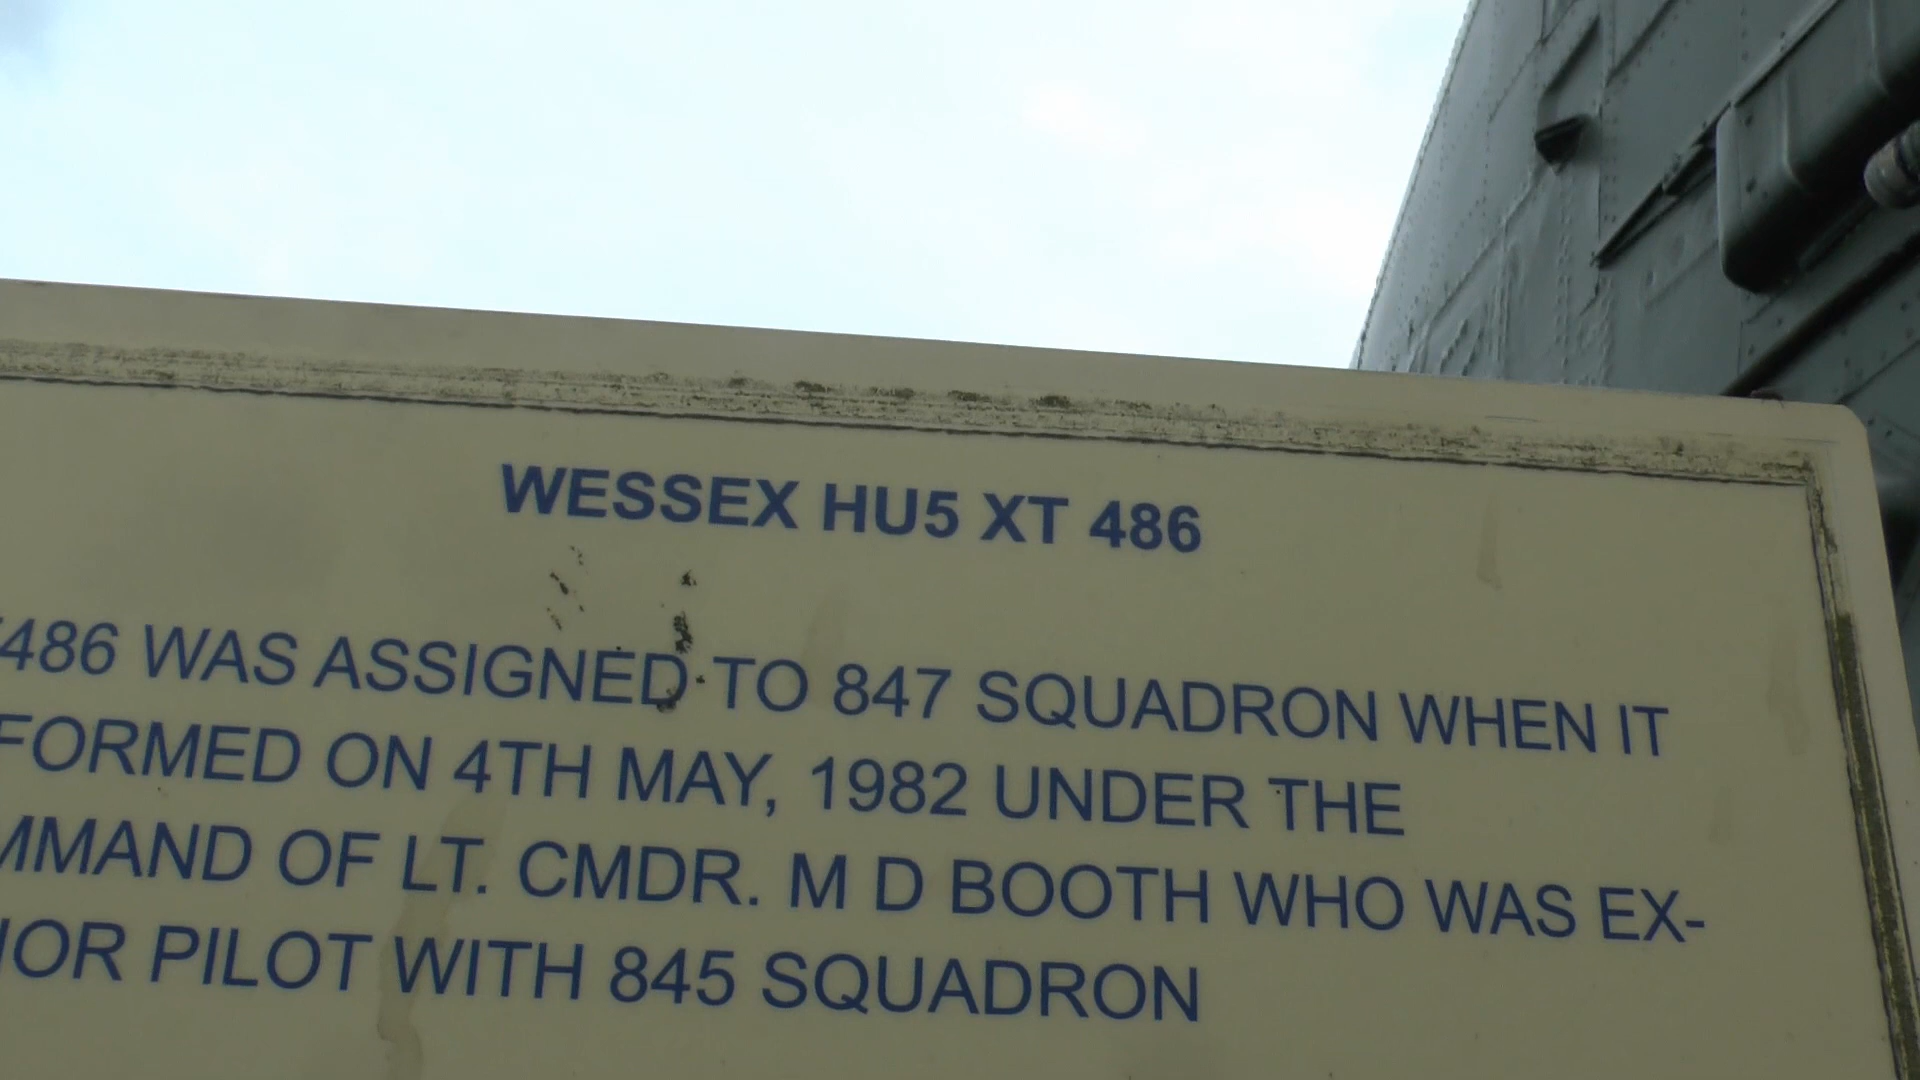 WESSEX HU5 XT 486
486 WAS ASSIGNED TO 847 SQUADRON WHEN IT
FORMED ON 4TH MAY, 1982 UNDER THE
MMAND OF LT. CMDR. M D BOOTH WHO WAS EX-
IOR PILOT WITH 845 SQUADRON